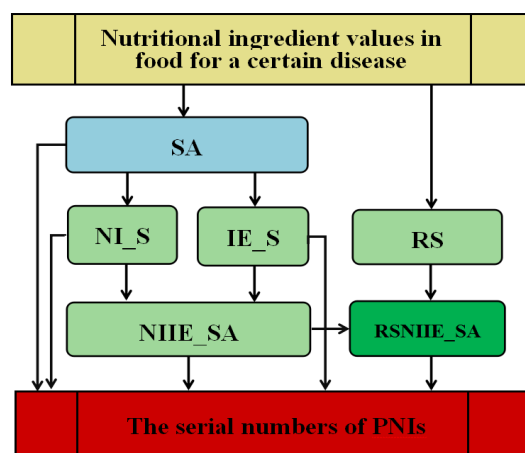 Nutritional ingredient values in
food for a certain disease
SA
NI_S
IE_S
RS
NIIE_SA
RSNIIE_SA
The serial numbers of PNIs